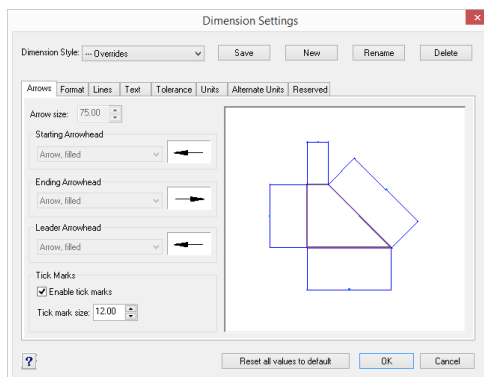 Dimension Settings
Dimension Style: --- Overrides Save New Rename Delete
Arrows Format Lines Text Tolerance Units Alternate Units Reserved
Arrow size: 75.00
Starting Arrowhead
Arrow, filled
Ending Arrowhead
Arrow, filled
Leader Arrowhead
Arrow, filled
Tick Marks
Enable tick marks
Tick mark size: 12.00
? Reset all values to default OK Cancel